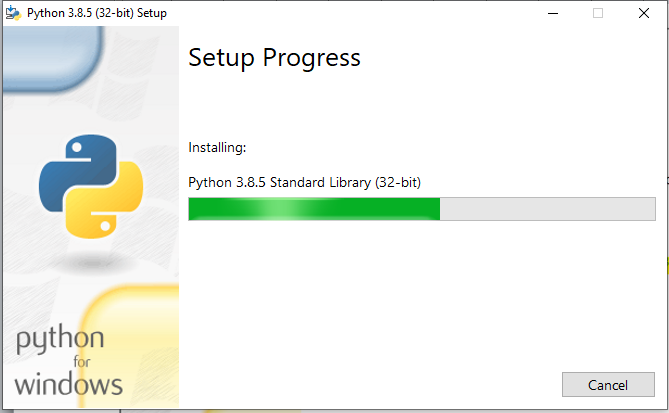 Python 3.8.5 (32-bit) Setup
Setup Progress
Installing:
Python 3.8.5 Standard Library (32-bit)
python
for
windows
Cancel